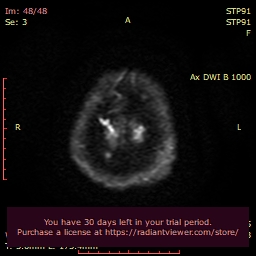 Im: 48/48
Se: 3
A
STP91
STP91
F
Ax DWI B 1000
R
L
You have 30 days left in your trial period.
Purchase a license at https://radiantviewer.com/store/